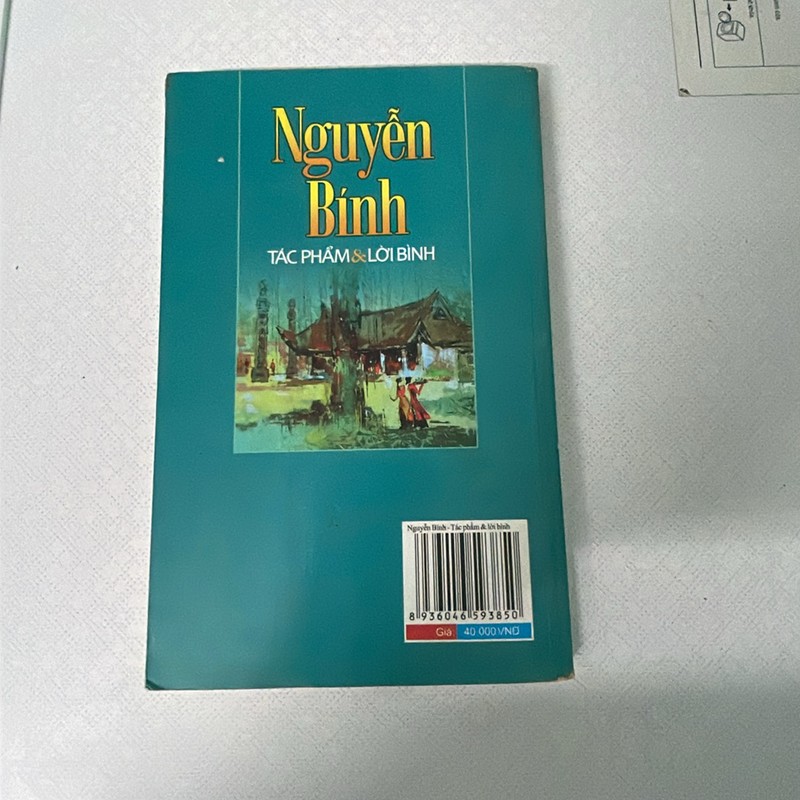 Nguyễn
Bính
TÁC PHẨM & LỜI BÌNH
Nguyễn Bính - Tác phẩm & lời bình
8 936046 593850
Giá: 40 000 VNĐ